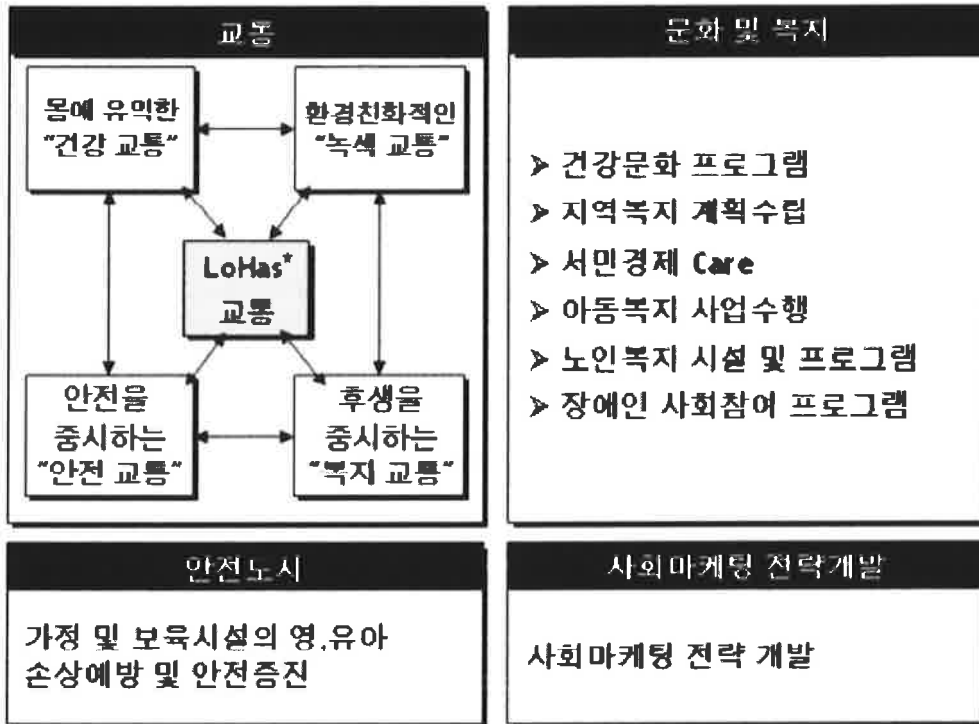 교통
몸에 유익한
"건강 교통"
환경친화적인
"녹색 교통"
LoHas*
교통
안전을
중시하는
"안전 교통"
후생을
중시하는
"복지 교통"
문화 및 복지
➢ 건강문화 프로그램
➢ 지역복지 계획수립
➢ 서민경제 Care
➢ 아동복지 사업수행
➢ 노인복지 시설 및 프로그램
➢ 장애인 사회참여 프로그램
안전도시
가정 및 보육시설의 영.유아
손상예방 및 안전증진
사회마케팅 전략개발
사회마케팅 전략 개발